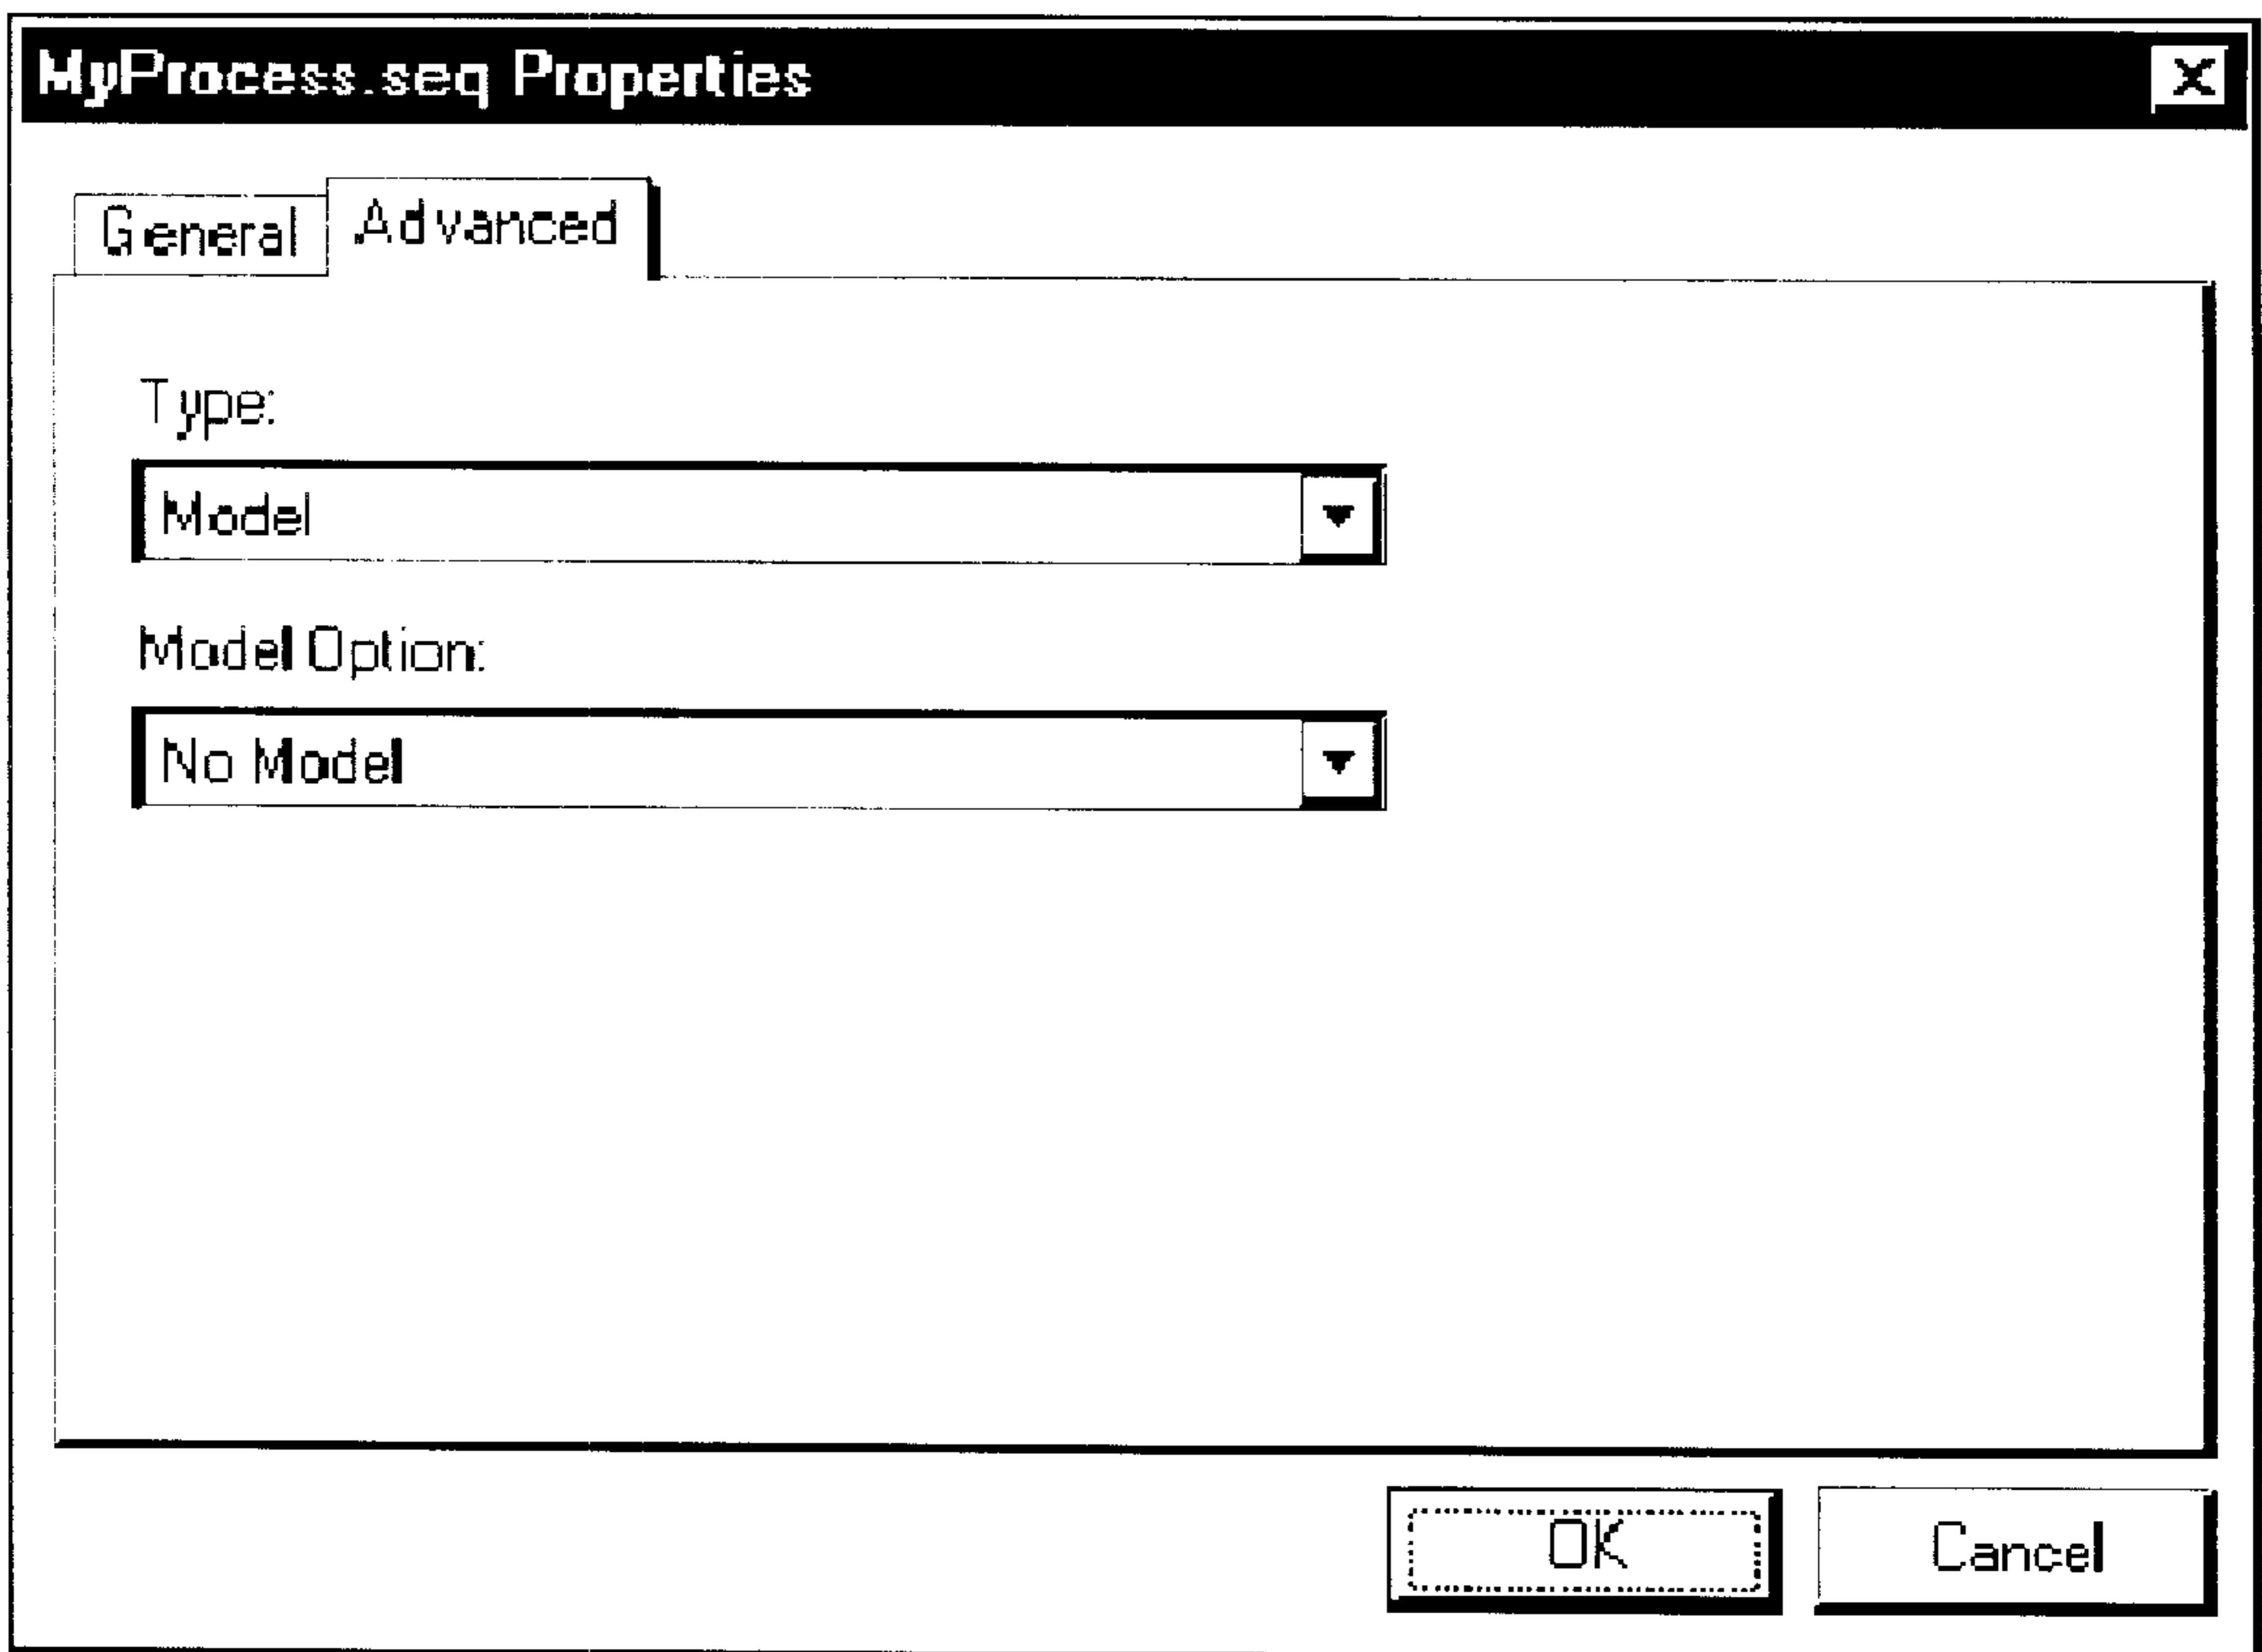 MyProcess.seq Properties X
General Advanced
Type:
Model
Model Option:
No Model
OK Cancel